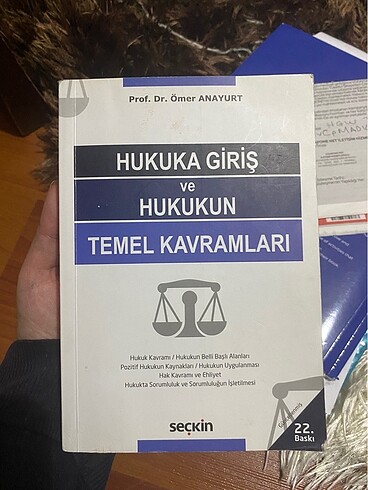 Prof. Dr. Ömer ANAYURT
HUKUKA GİRİŞ
ve
HUKUKUN
TEMEL KAVRAMLARI
Hukuk Kavramı / Hukukun Belli Başlı Alanları
Pozitif Hukukun Kaynakları / Hukukun Uygulanması
Hak Kavramı ve Ehliyet
Hukukta Sorumluluk ve Sorumluluğun İşletilmesi
22.
Baskı
seçkin